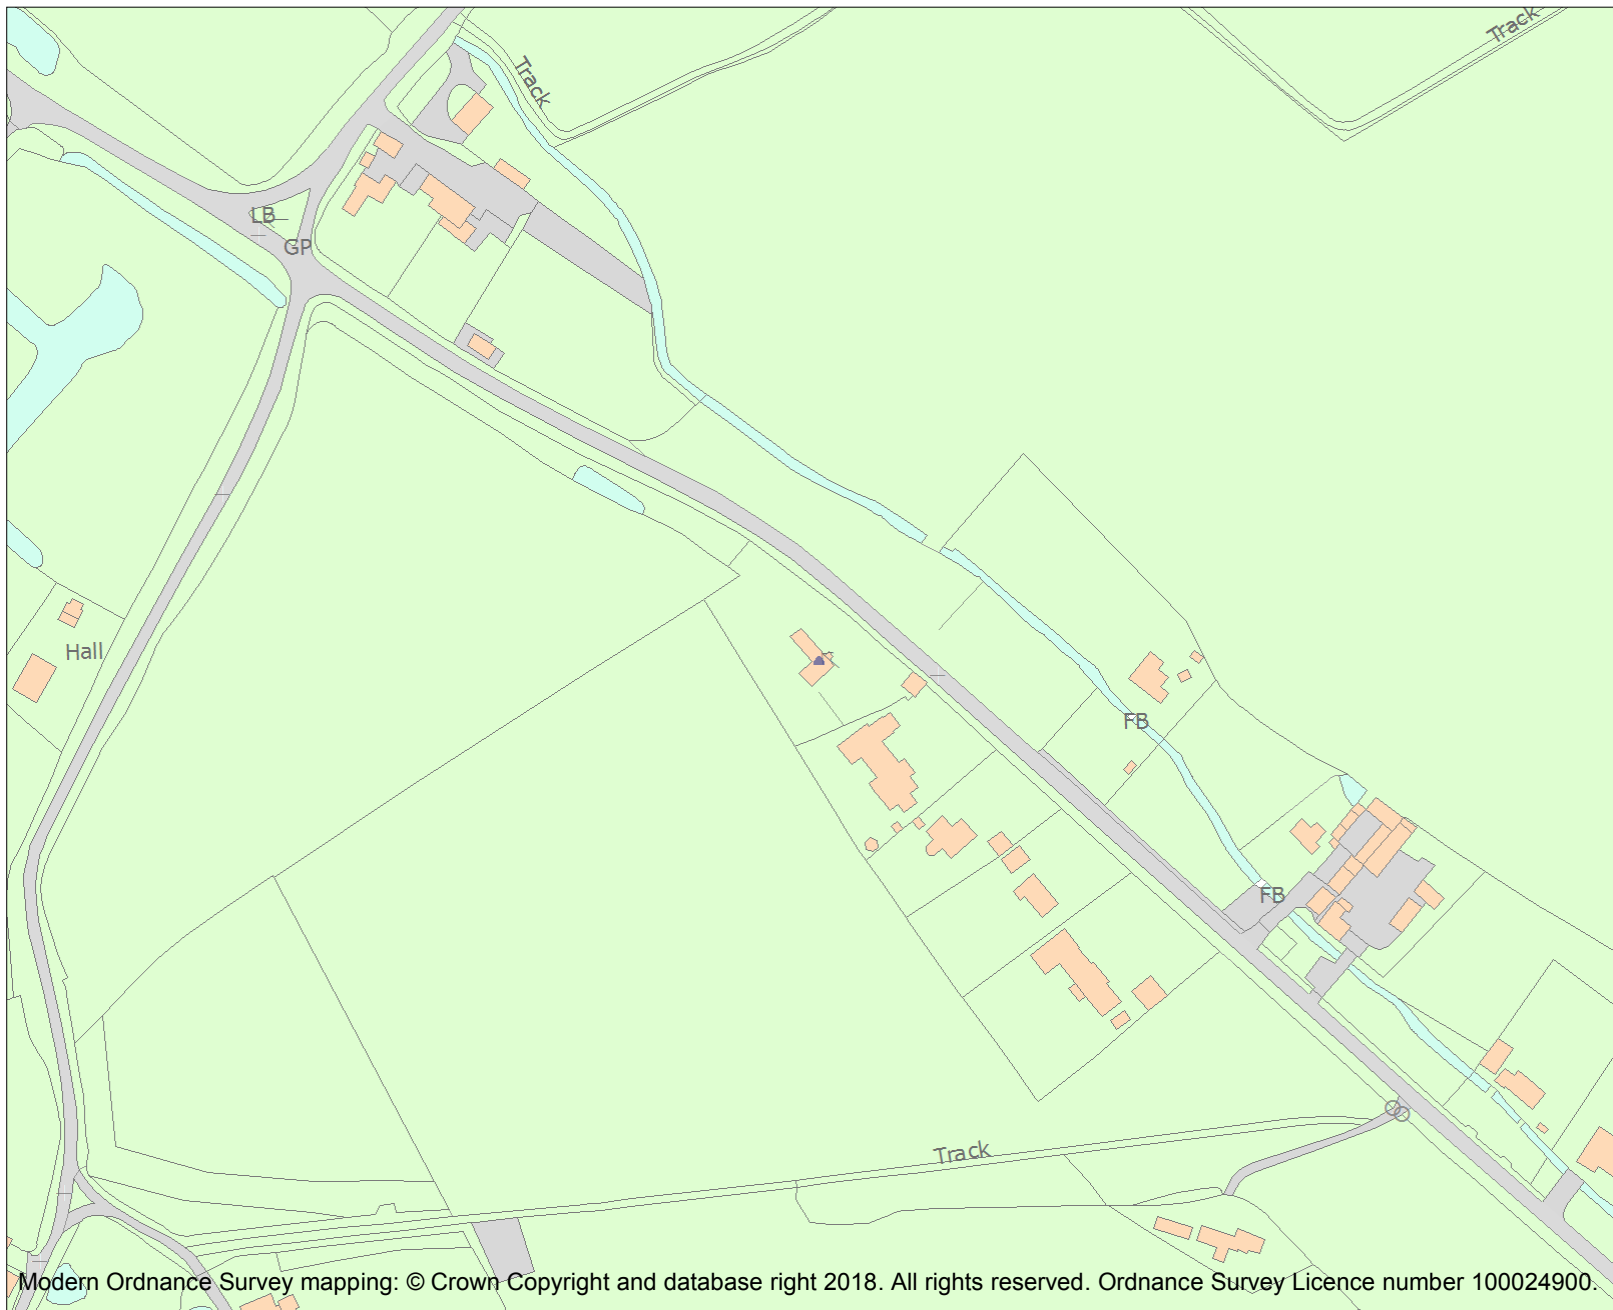 Track
Track
LB
GP
Hall
FB
FB
Track
Modern Ordnance Survey mapping: © Crown Copyright and database right 2018. All rights reserved. Ordnance Survey Licence number 100024900.